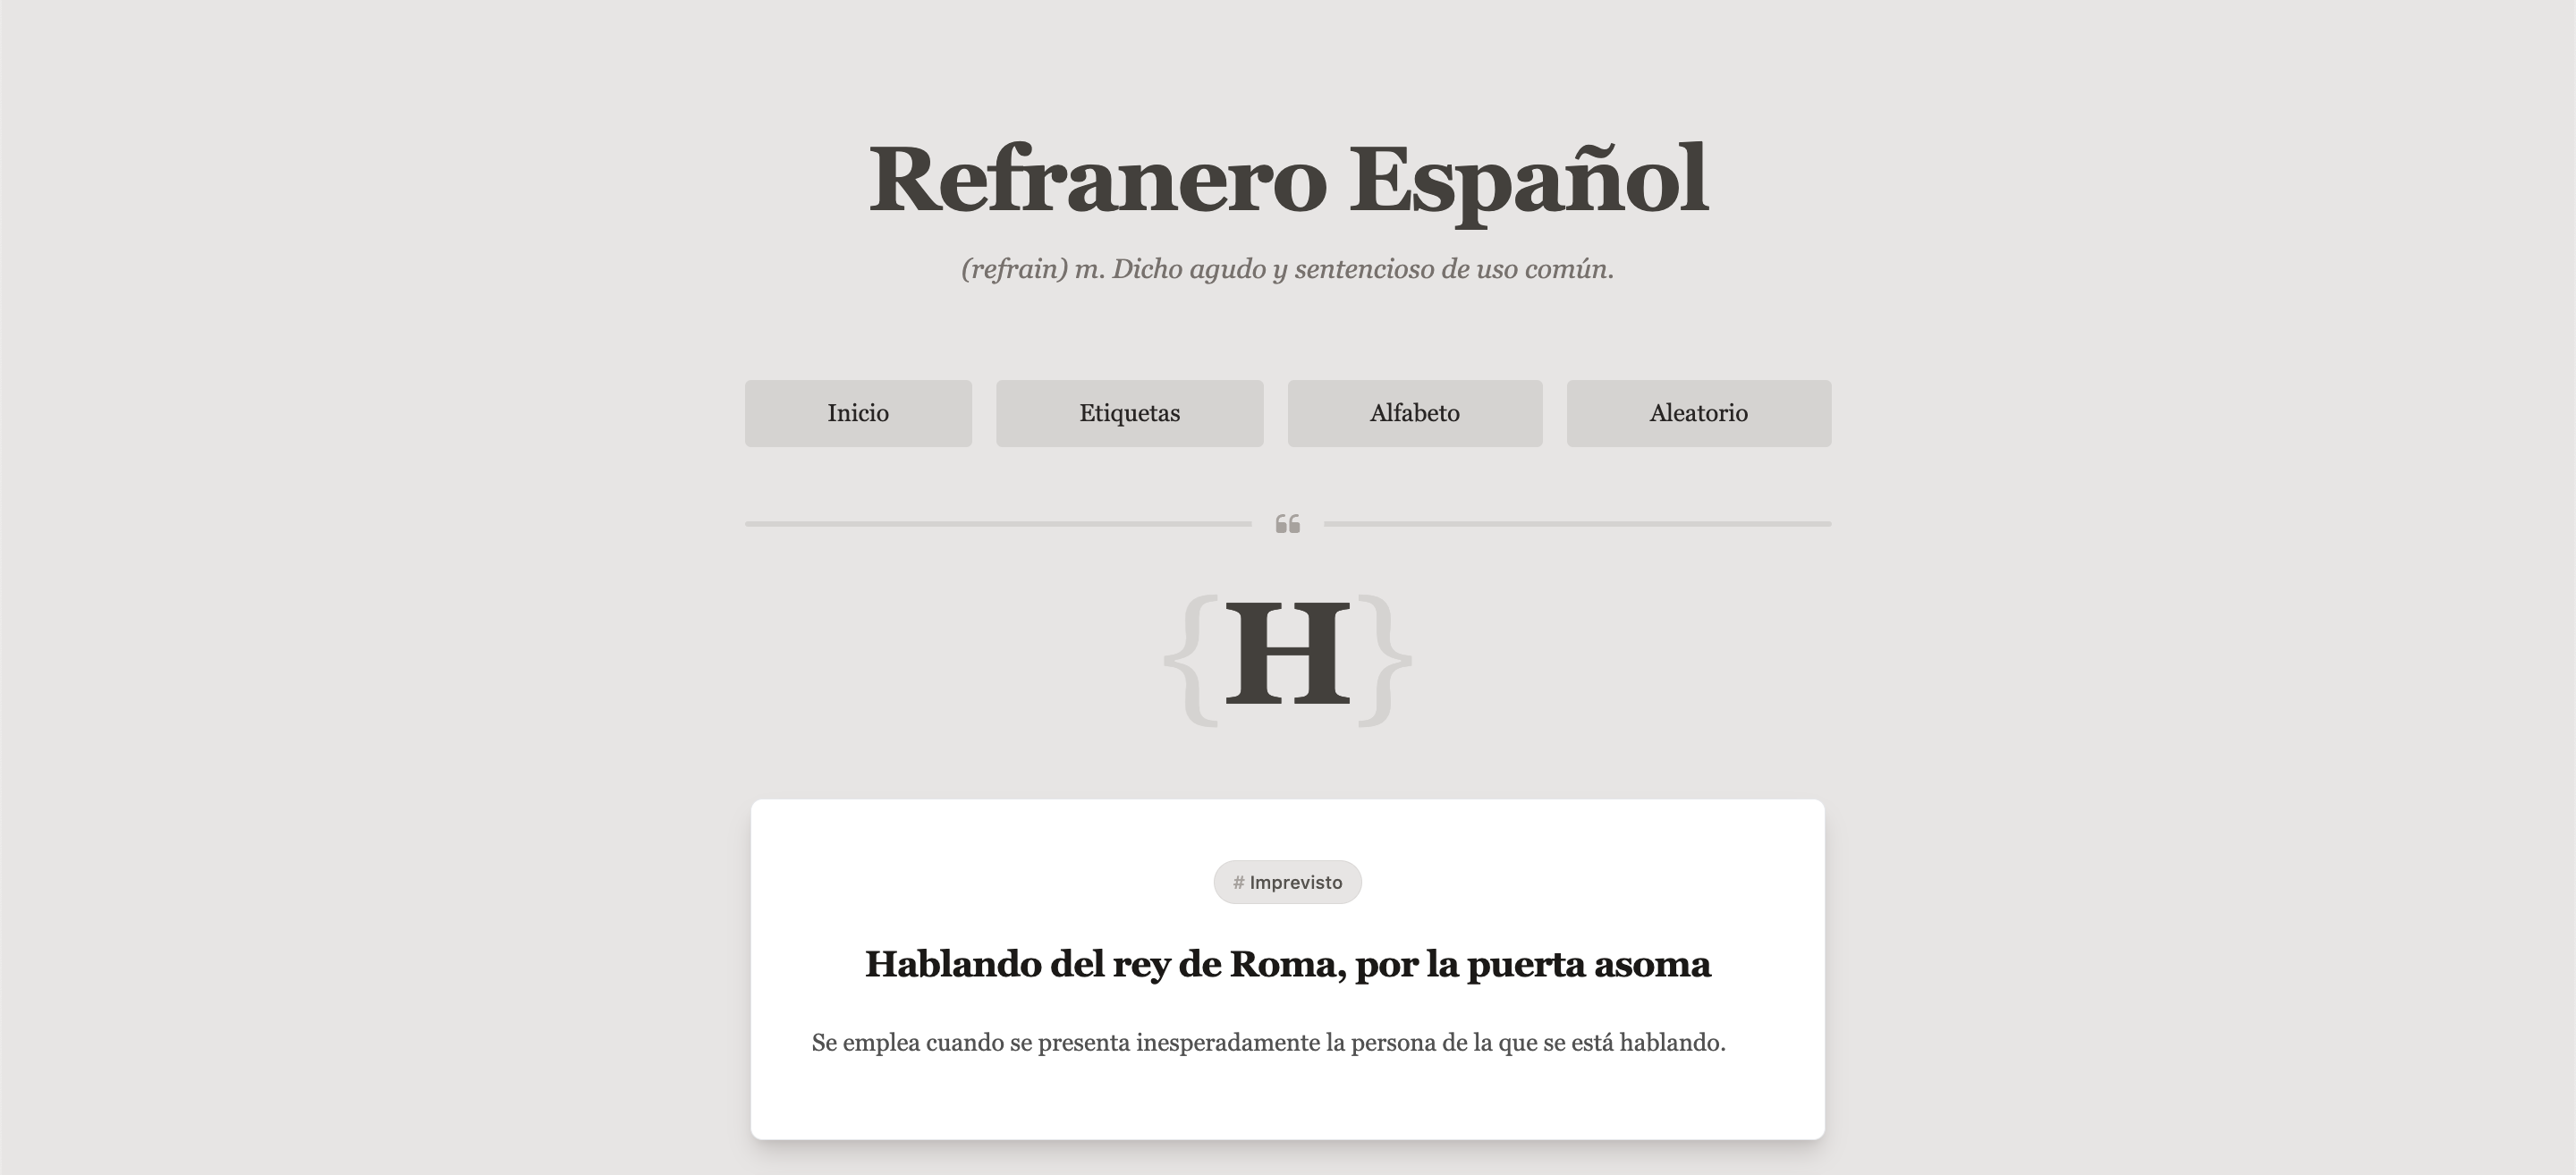 Refranero Español
(refrain) m. Dicho agudo y sentencioso de uso común.
Inicio
Etiquetas
Alfabeto
Aleatorio
“
{H}
# Imprevisto
Hablando del rey de Roma, por la puerta asoma
Se emplea cuando se presenta inesperadamente la persona de la que se está hablando.